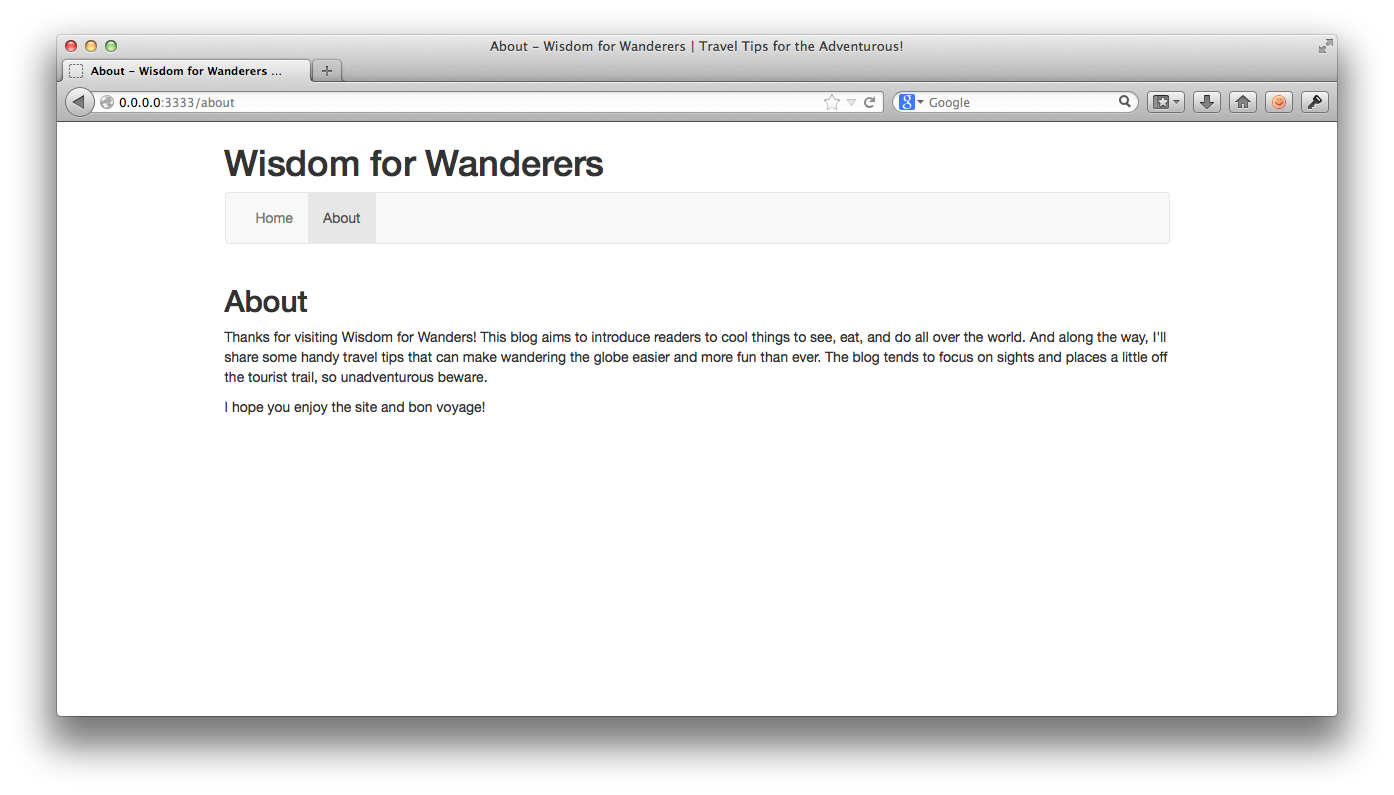 About – Wisdom for Wanderers | Travel Tips for the Adventurous!
About – Wisdom for Wanderers ...
0.0.0.0:3333/about
Google
Wisdom for Wanderers
Home
About
About
Thanks for visiting Wisdom for Wanders! This blog aims to introduce readers to cool things to see, eat, and do all over the world. And along the way, I'll
share some handy travel tips that can make wandering the globe easier and more fun than ever. The blog tends to focus on sights and places a little off
the tourist trail, so unadventurous beware.
I hope you enjoy the site and bon voyage!